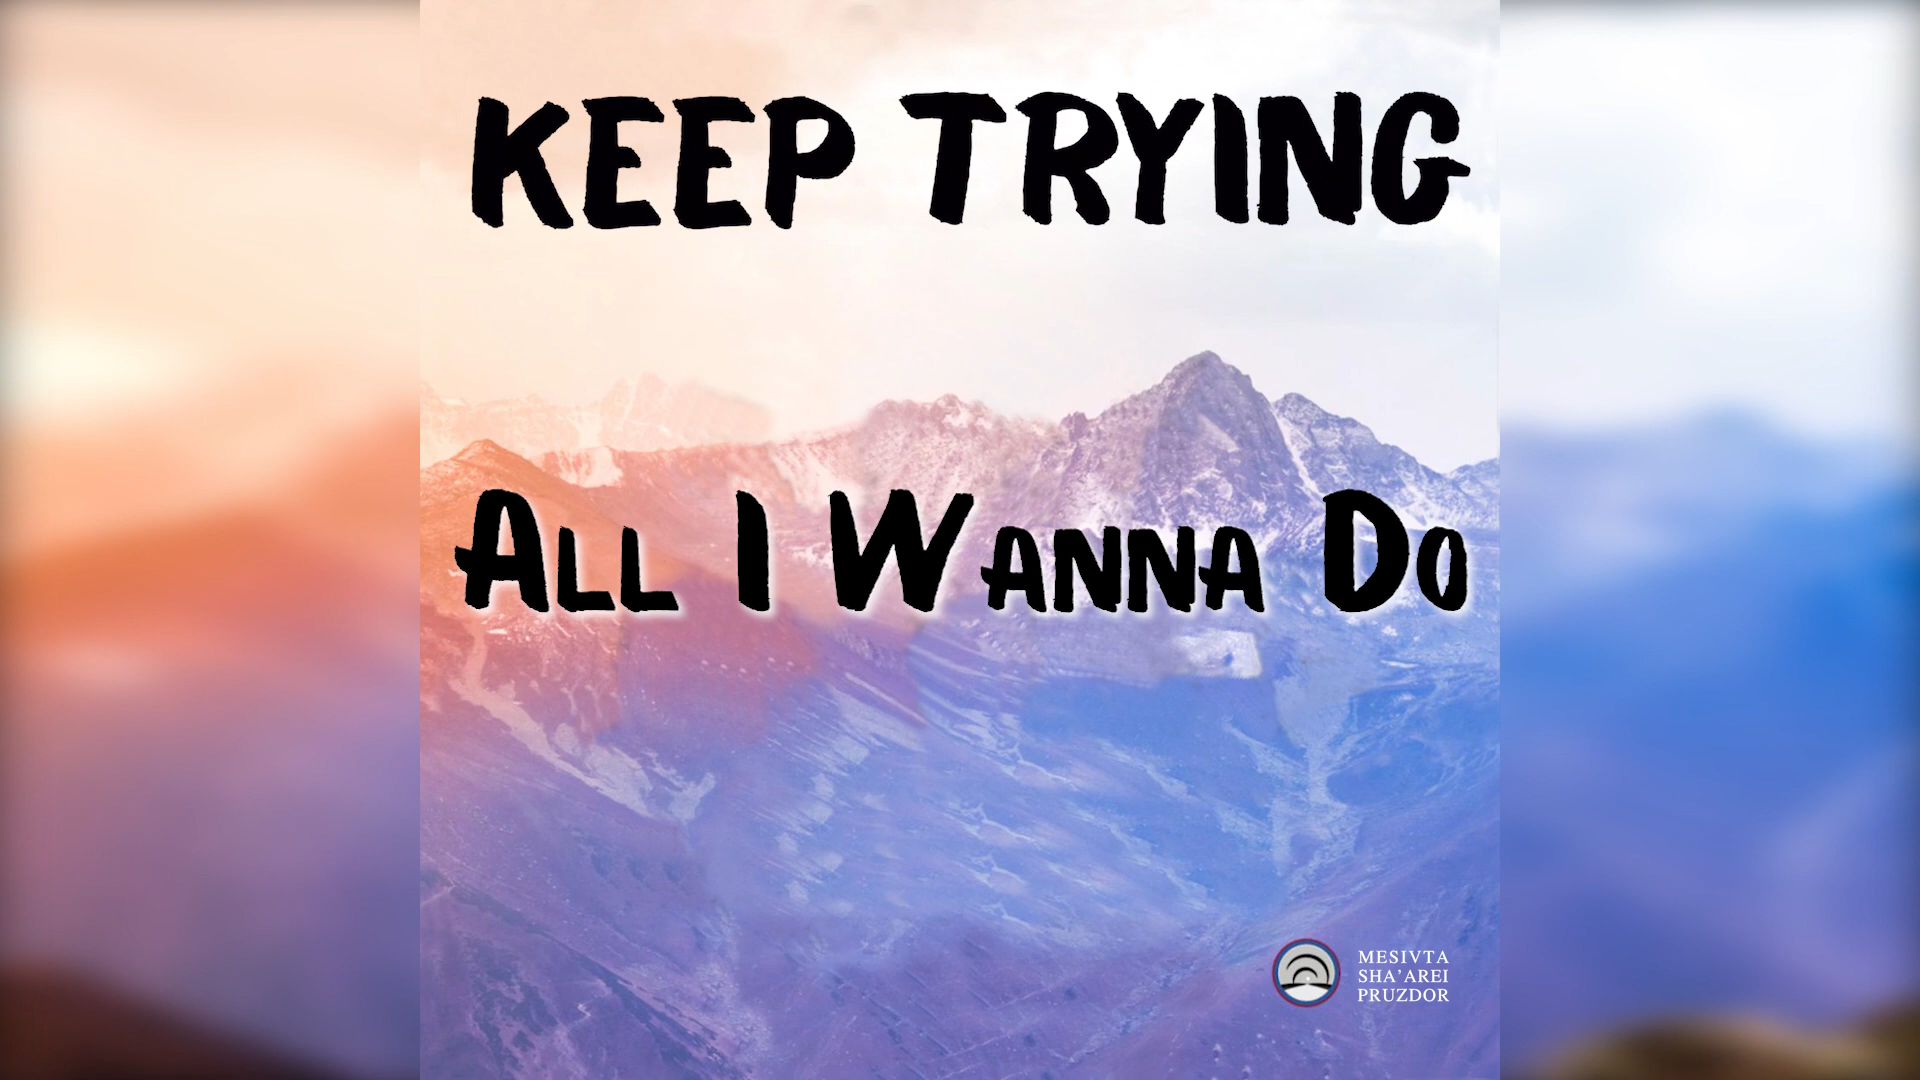 KEEP TRYING
ALL I WANNA DO
MESIVTA
SHA'AREI
PRUZDOR